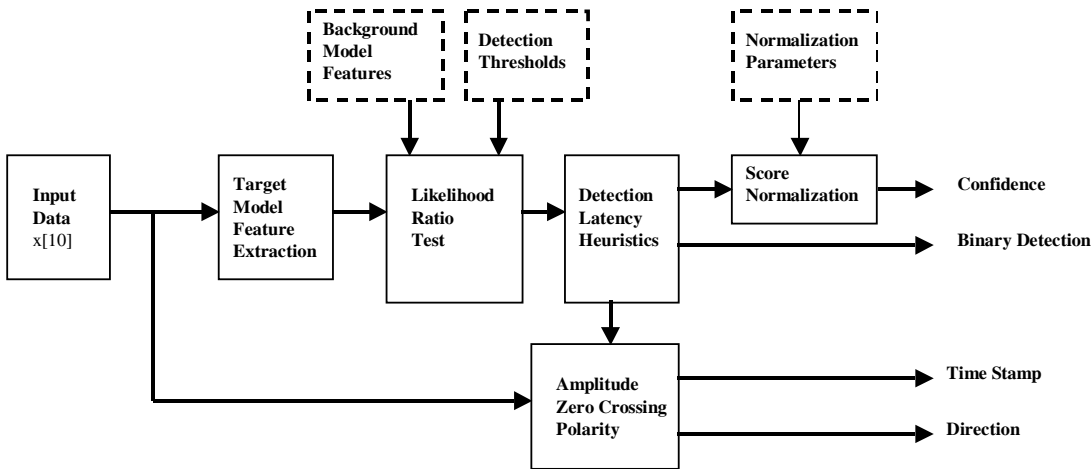 Background
Model
Features
Detection
Thresholds
Normalization
Parameters
Input
Data
x[10]
Target
Model
Feature
Extraction
Likelihood
Ratio
Test
Detection
Latency
Heuristics
Score
Normalization
Confidence
Binary Detection
Amplitude
Zero Crossing
Polarity
Time Stamp
Direction